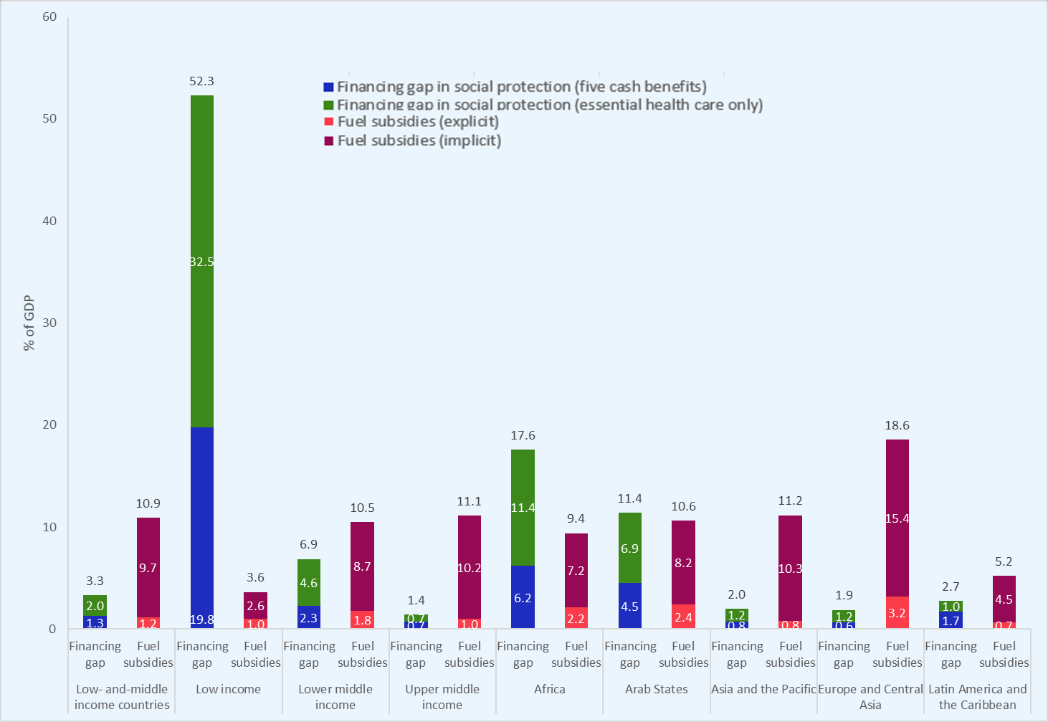 60
50
40
30
20
10
0
% of GDP
Financing gap in social protection (five cash benefits)
Financing gap in social protection (essential health care only)
Fuel subsidies (explicit)
Fuel subsidies (implicit)
3.3
2.0
1.3
10.9
9.7
1.2
52.3
32.5
19.8
3.6
2.6
1.0
6.9
4.6
2.3
10.5
8.7
1.8
1.4
0.7
0.7
11.1
10.2
1.0
17.6
11.4
6.2
9.4
7.2
2.2
11.4
6.9
4.5
10.6
8.2
2.4
2.0
1.2
0.8
11.2
10.3
0.8
1.9
1.2
0.6
18.6
15.4
3.2
2.7
1.0
1.7
5.2
4.5
0.7
Financing gap
Fuel subsidies
Financing gap
Fuel subsidies
Financing gap
Fuel subsidies
Financing gap
Fuel subsidies
Financing gap
Fuel subsidies
Financing gap
Fuel subsidies
Financing gap
Fuel subsidies
Financing gap
Fuel subsidies
Financing gap
Fuel subsidies
Low- and-middle income countries
Low income
Lower middle income
Upper middle income
Africa
Arab States
Asia and the Pacific
Europe and Central Asia
Latin America and the Caribbean